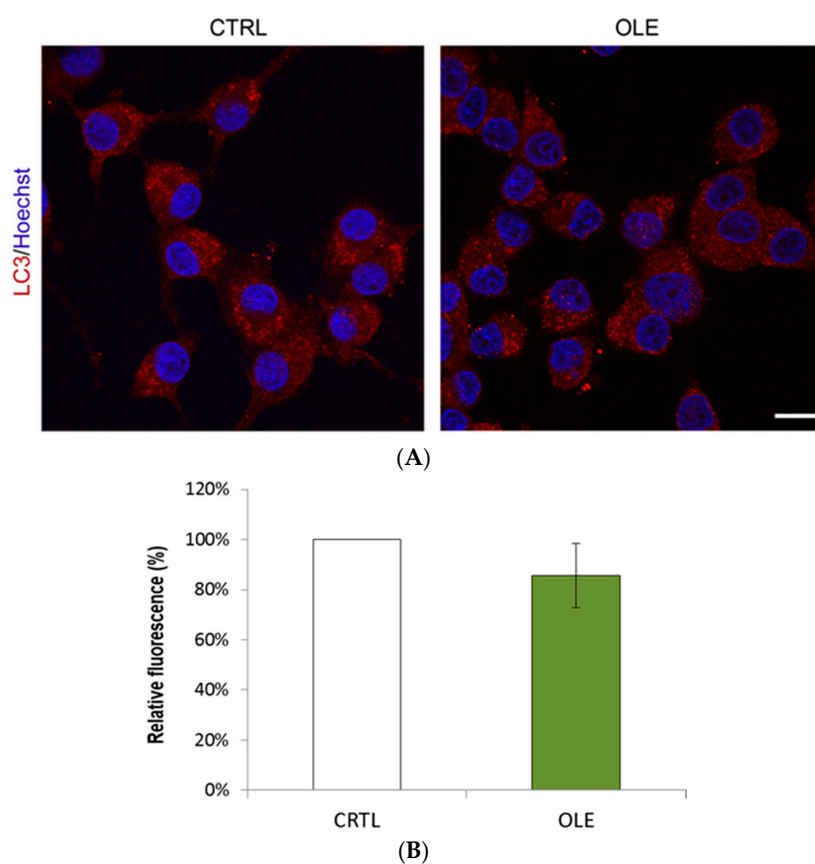 CTRL OLE
LC3/Hoechst
(A)
120%
100%
80%
60%
40%
20%
0%
Relative fluorescence (%)
CRTL OLE
(B)